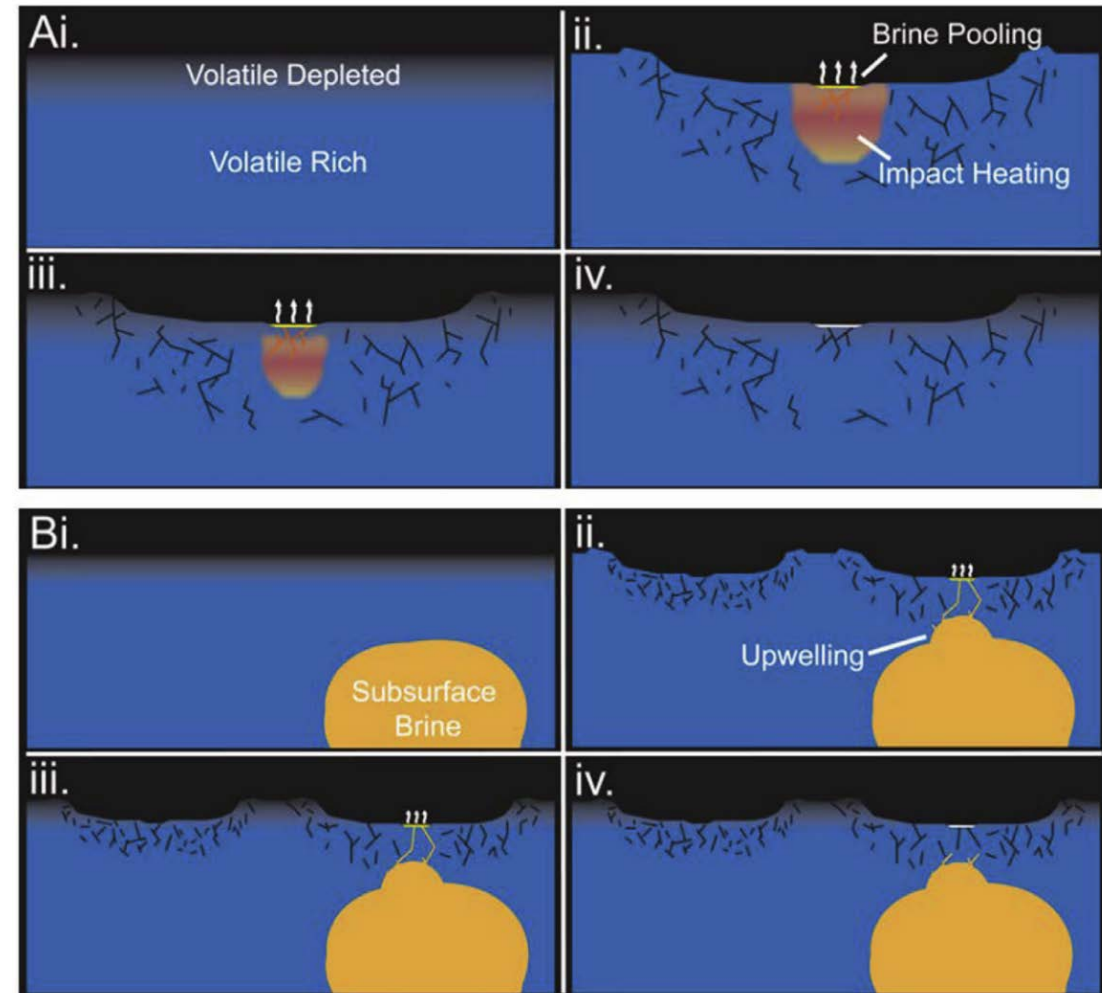 Ai.
Volatile Depleted
Volatile Rich
ii.
Brine Pooling
Impact Heating
iii.
iv.
Bi.
Subsurface
Brine
ii.
Upwelling
iii.
iv.